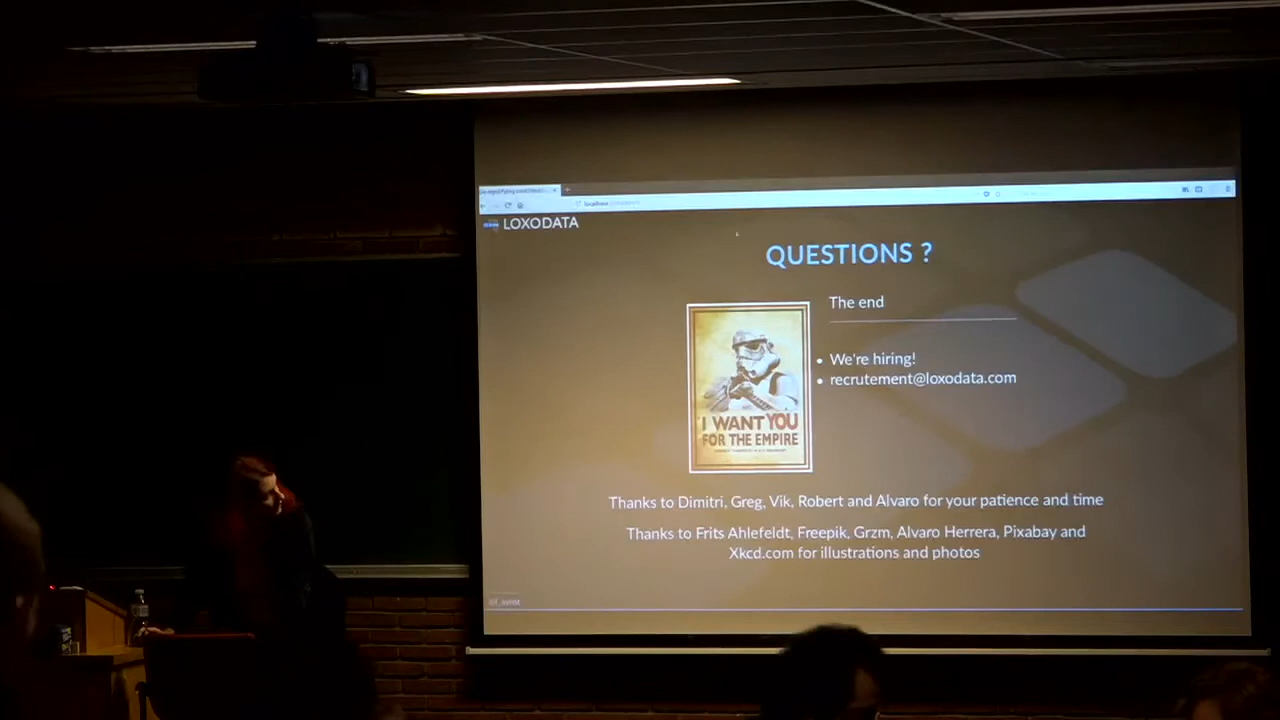 LOXODATA
QUESTIONS ?
The end
We're hiring!
recrutement@loxodata.com
I WANT YOU
FOR THE EMPIRE
Thanks to Dimitri, Greg, Vik, Robert and Alvaro for your patience and time
Thanks to Frits Ahlefeldt, Freepik, Grzm, Alvaro Herrera, Pixabay and
Xkcd.com for illustrations and photos